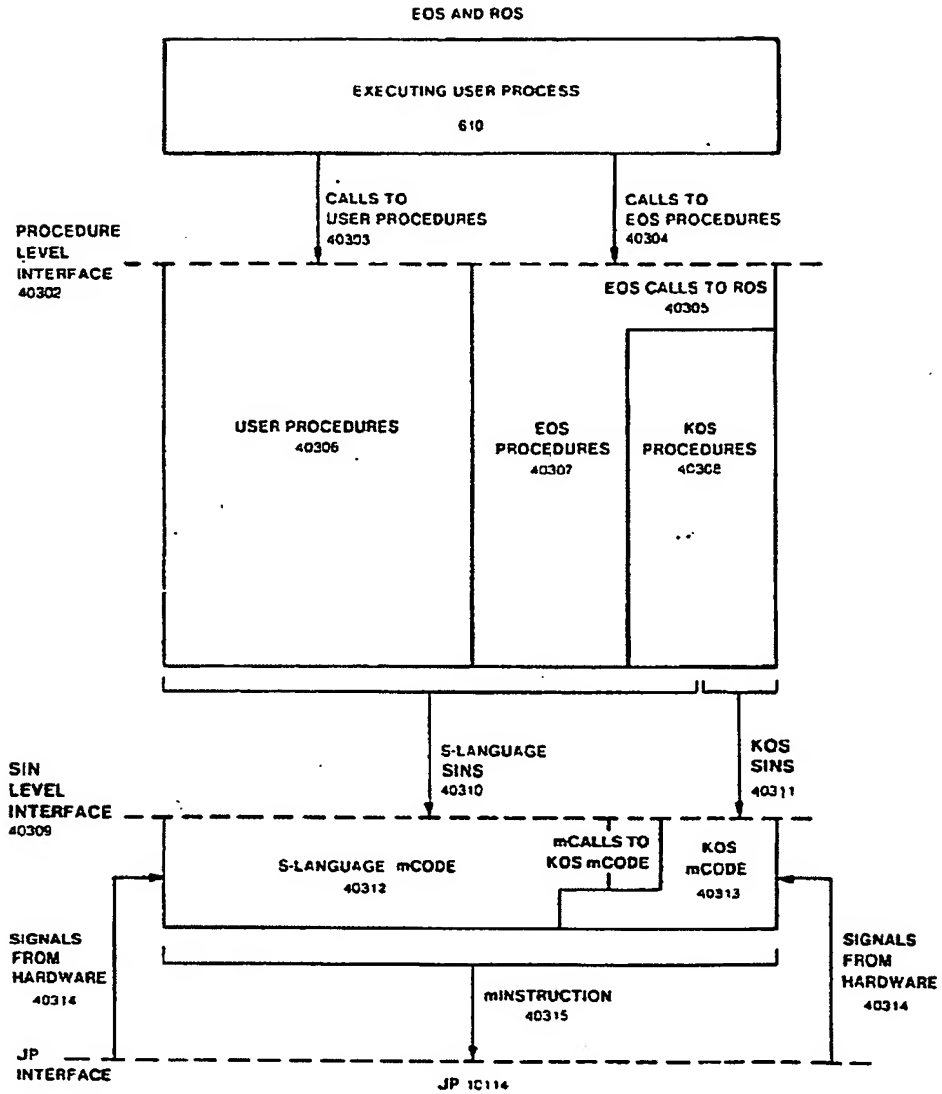 EOS AND ROS
EXECUTING USER PROCESS
610
CALLS TO
USER PROCEDURES
40303
CALLS TO
EOS PROCEDURES
40304
PROCEDURE
LEVEL
INTERFACE
40302
EOS CALLS TO ROS
40305
USER PROCEDURES
40306
EOS
PROCEDURES
40307
KOS
PROCEDURES
40308
S-LANGUAGE
SINS
40310
KOS
SINS
40311
SIN
LEVEL
INTERFACE
40309
S-LANGUAGE mCODE
40312
mCALLS TO
KOS mCODE
KOS
mCODE
40313
SIGNALS
FROM
HARDWARE
40314
mINSTRUCTION
40315
SIGNALS
FROM
HARDWARE
40314
JP
INTERFACE
JP 10114